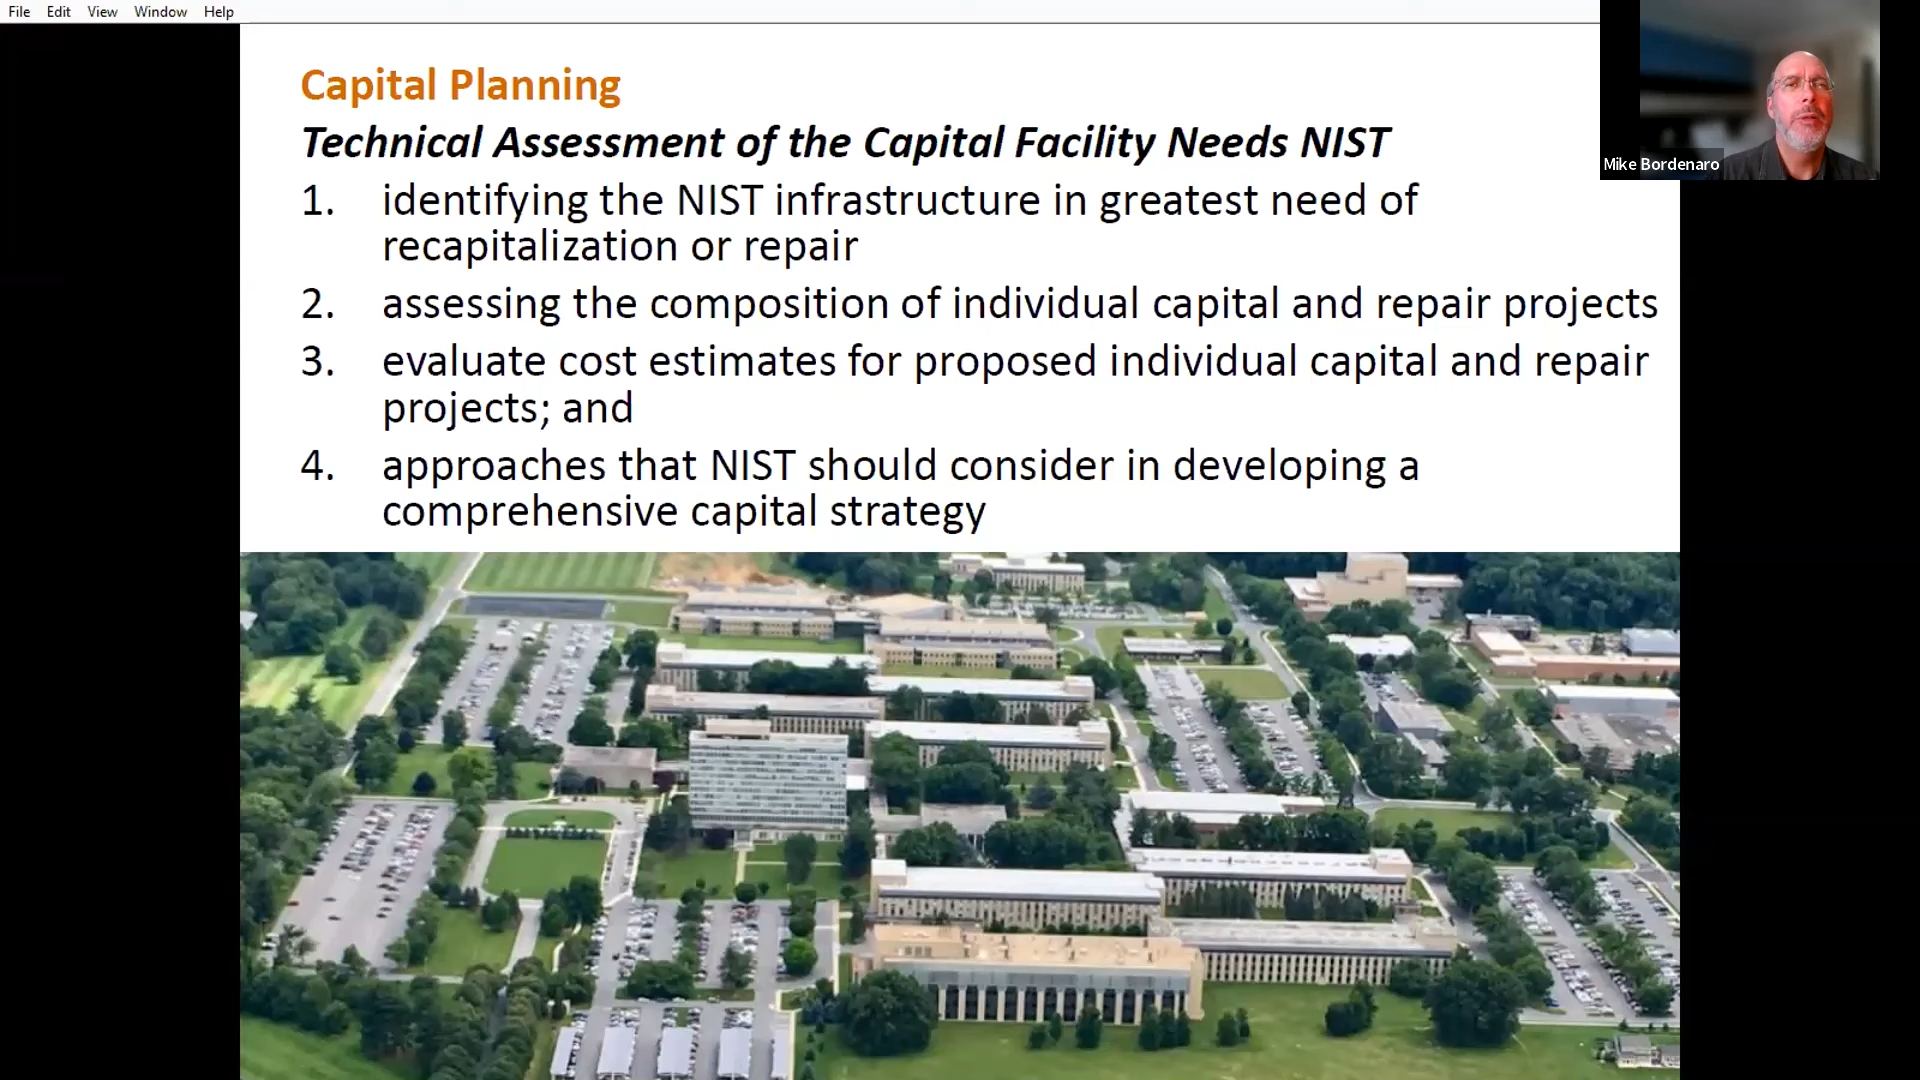 File Edit View Window Help
Capital Planning
Technical Assessment of the Capital Facility Needs NIST
1. identifying the NIST infrastructure in greatest need of
recapitalization or repair
2. assessing the composition of individual capital and repair projects
3. evaluate cost estimates for proposed individual capital and repair
projects; and
4. approaches that NIST should consider in developing a
comprehensive capital strategy
Mike Bordenaro